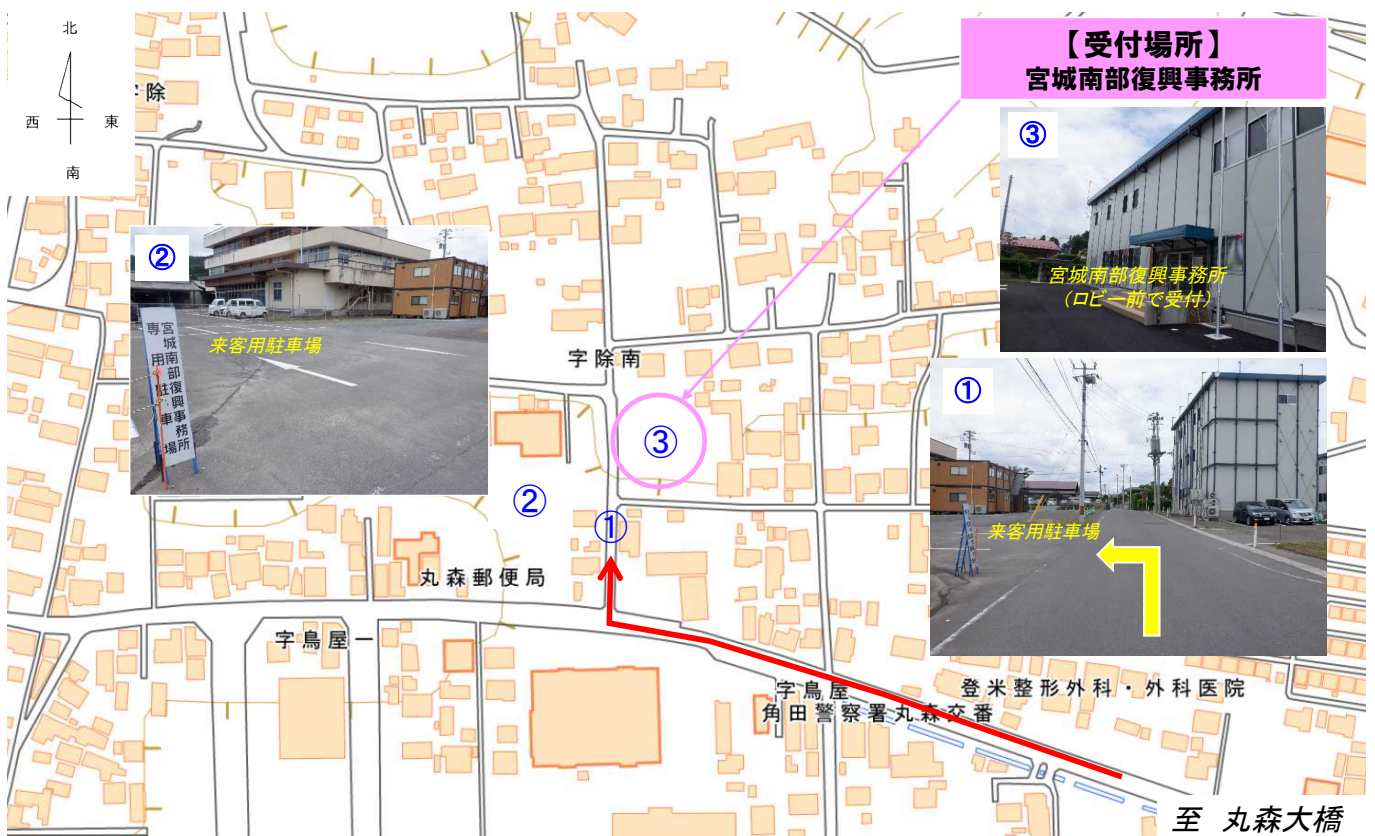 北
西
東
南
字除
【受付場所】
宮城南部復興事務所
③
宮城南部復興事務所
（ロビー前で受付）
②
来客用駐車場
宮城南部復興事務所
専用駐車場
字除南
③
①
来客用駐車場
②
①
丸森郵便局
字鳥屋一
字鳥屋
角田警察署丸森交番
登米整形外科・外科医院
至 丸森大橋